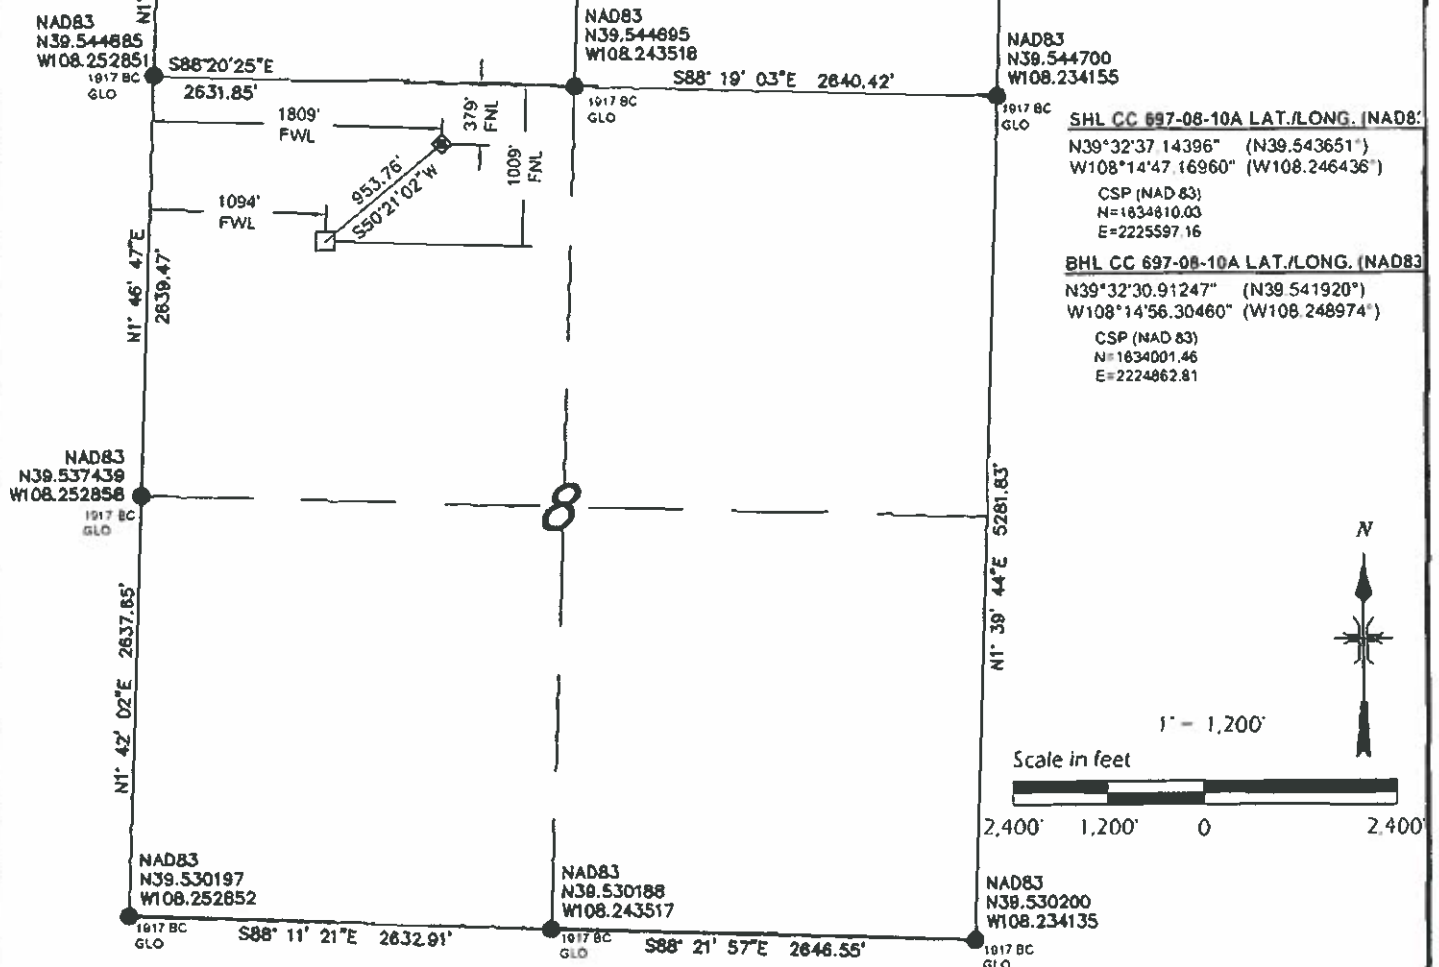 N1°
NAD83
N39.544885
W108.252851
1917 BC
GLO
S88°20'25"E
2631.85'
NAD83
N39.544695
W108.243518
1917 BC
GLO
S88° 19' 03"E 2640.42'
NAD83
N39.544700
W108.234155
1917 BC
GLO
1809'
FWL
379'
FNL
1009'
FNL
953.76'
S50°21'02"W
1094'
FWL
SHL CC 697-08-10A LAT./LONG. (NAD83
N39°32'37.14396" (N39.543651°)
W108°14'47.16960" (W108.246436°)
CSP (NAD 83)
N=1634610.03
E=2225597.16
BHL CC 697-08-10A LAT./LONG. (NAD83
N39°32'30.91247" (N39.541920°)
W108°14'56.30460" (W108.248974°)
CSP (NAD 83)
N=1634001.46
E=2224862.81
N1° 46' 47"E
2639.47'
NAD83
N39.537439
W108.252858
1917 BC
GLO
8
N1° 39' 44"E 5281.83'
N1° 42' 02"E 2637.85'
N
1" = 1,200'
Scale in feet
2,400' 1,200' 0 2,400'
NAD83
N39.530197
W108.252852
1917 BC
GLO
S88° 11' 21"E 2632.91'
NAD83
N39.530188
W108.243517
1917 BC
GLO
S88° 21' 57"E 2646.55'
NAD83
N39.530200
W108.234135
1917 BC
GLO